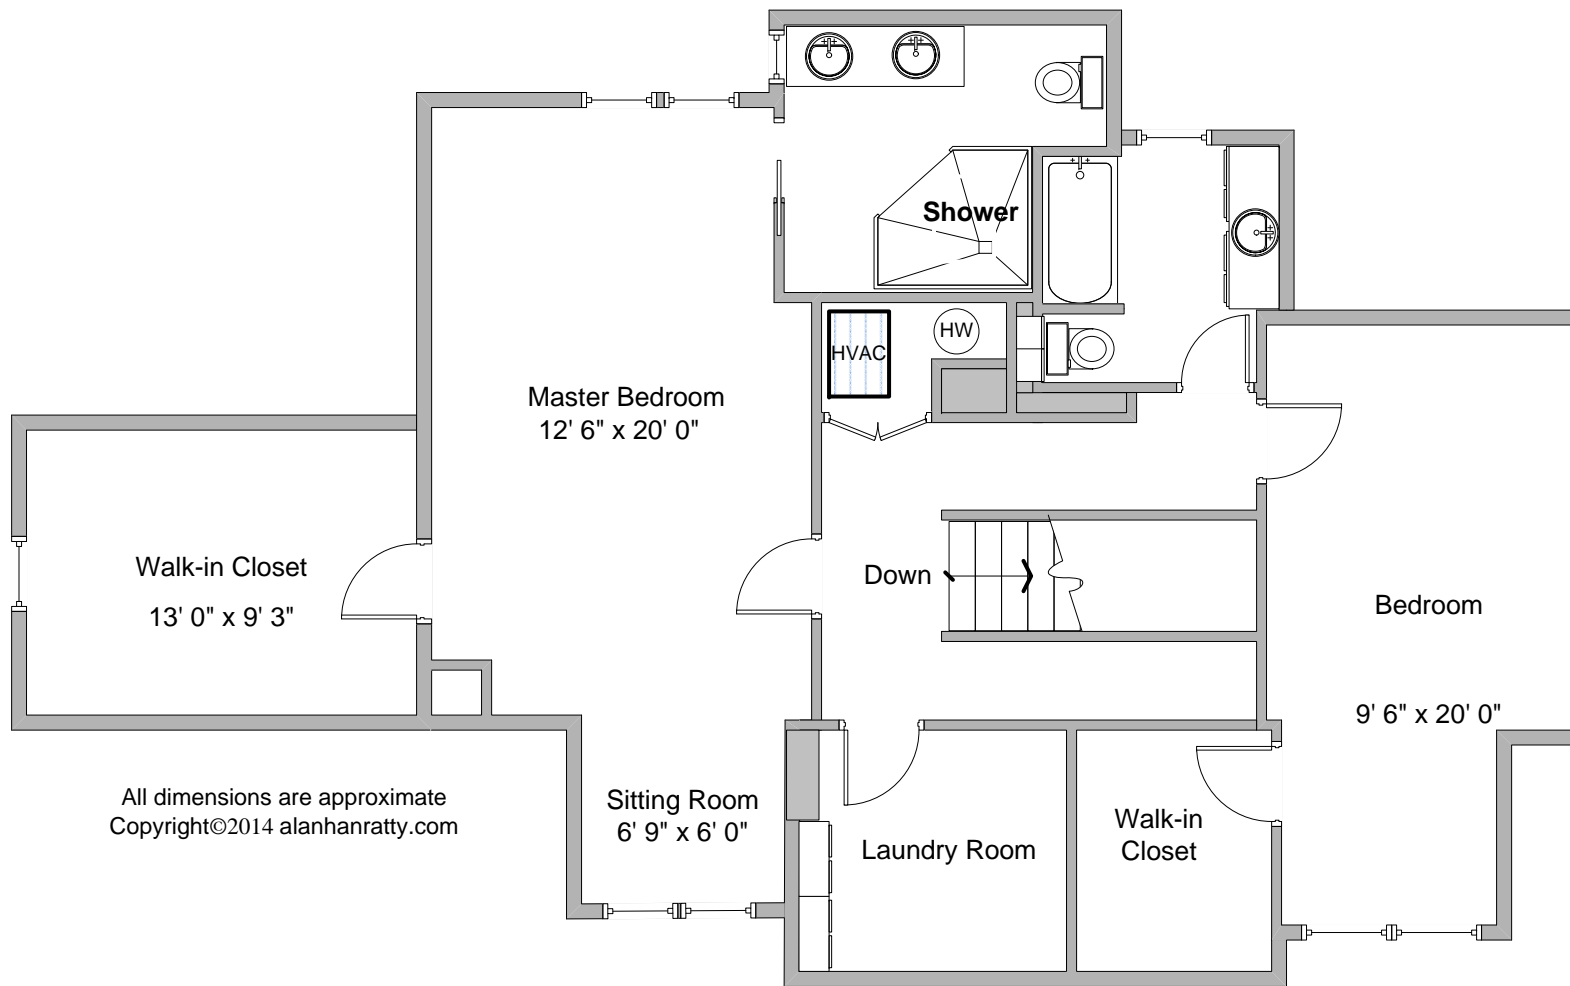 Shower
HVAC
HW
Master Bedroom
12' 6" x 20' 0"
Walk-in Closet
13' 0" x 9' 3"
Down
Bedroom
9' 6" x 20' 0"
All dimensions are approximate
Copyright©2014 alanhanratty.com
Sitting Room
6' 9" x 6' 0"
Laundry Room
Walk-in
Closet